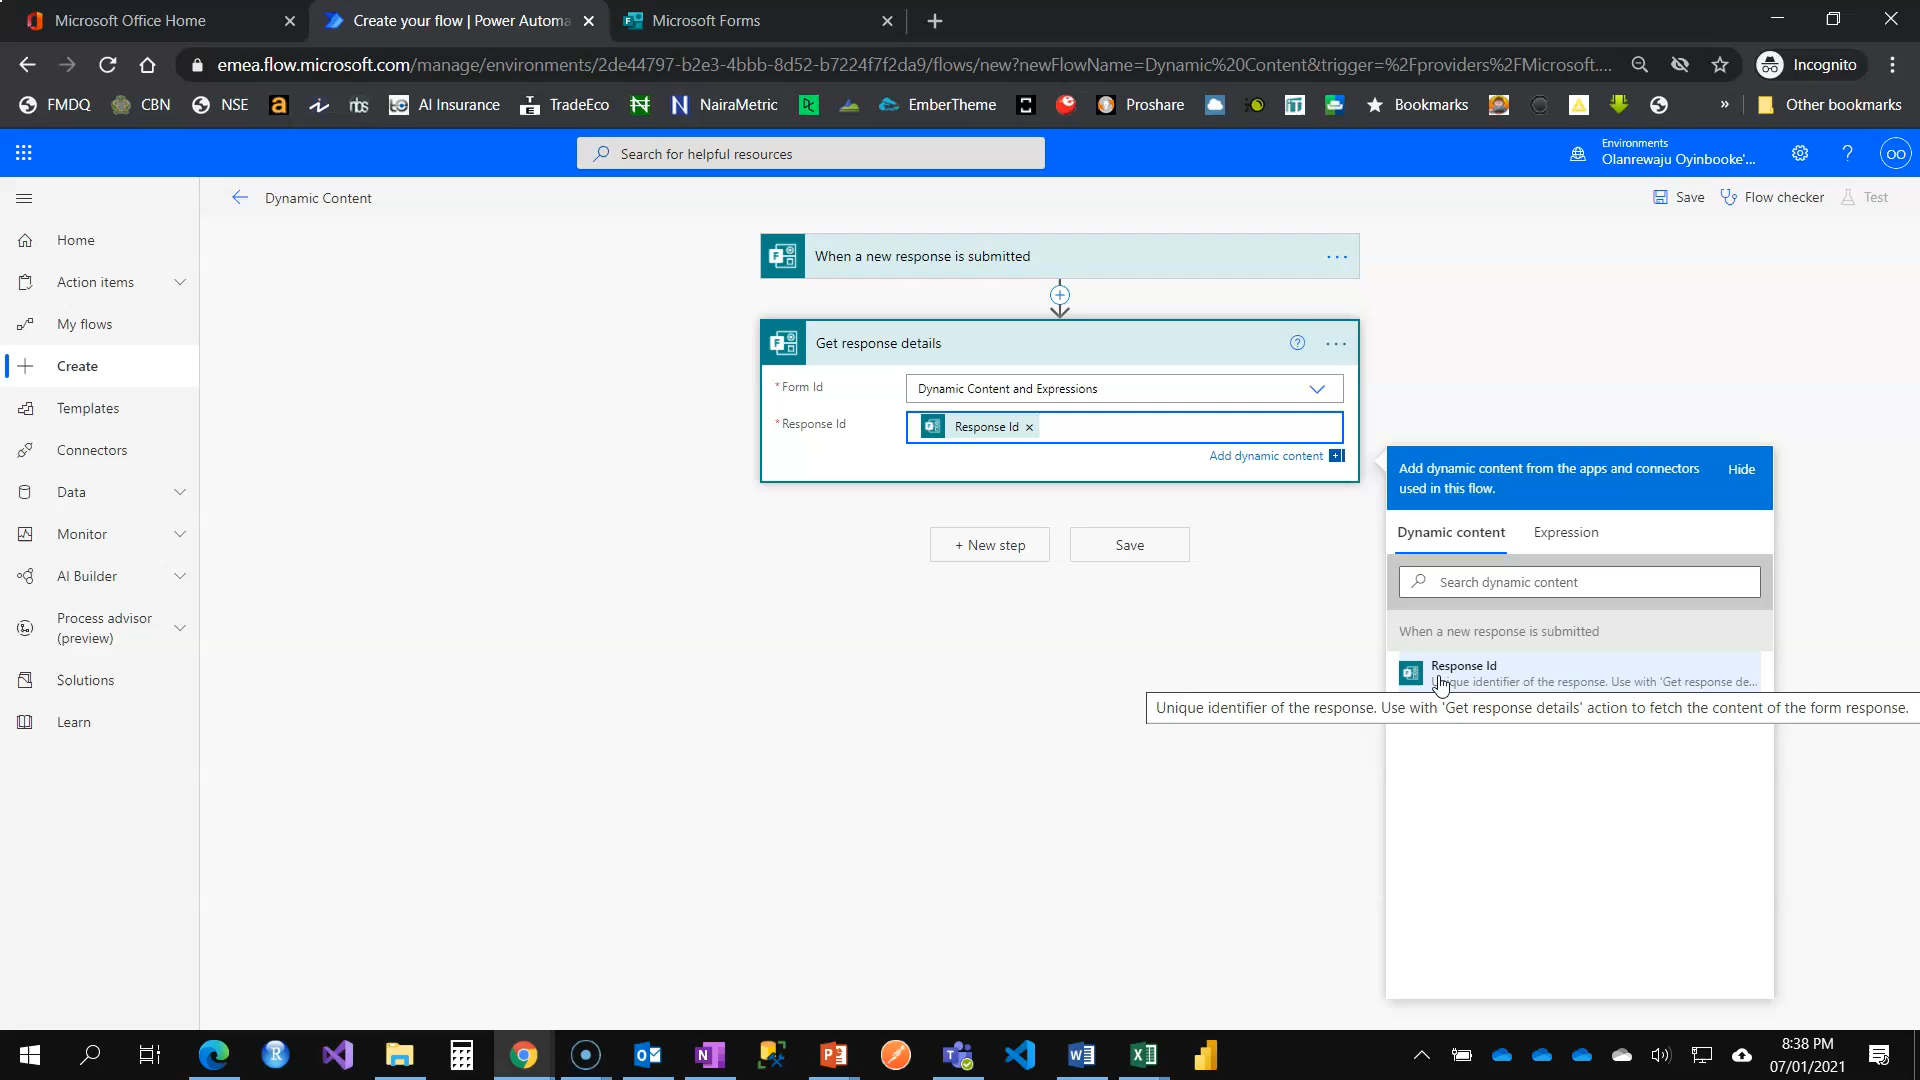 Microsoft Office Home
Create your flow | Power Automa
Microsoft Forms
emea.flow.microsoft.com/manage/environments/2de44797-b2e3-4bbb-8d52-b7224f7f2da9/flows/new?newFlowName=Dynamic%20Content&trigger=%2Fproviders%2FMicrosoft....
Incognito
FMDQ
CBN
NSE
AI Insurance
TradeEco
NairaMetric
EmberTheme
Proshare
Bookmarks
»
Other bookmarks
Search for helpful resources
Environments
Olanrewaju Oyinbooke'...
OO
Dynamic Content
Save
Flow checker
Test
Home
Action items
My flows
Create
Templates
Connectors
Data
Monitor
AI Builder
Process advisor
(preview)
Solutions
Learn
When a new response is submitted
Get response details
* Form Id
Dynamic Content and Expressions
* Response Id
Response Id ×
Add dynamic content
+ New step
Save
Add dynamic content from the apps and connectors
used in this flow.
Hide
Dynamic content
Expression
Search dynamic content
When a new response is submitted
Response Id
Unique identifier of the response. Use with 'Get response de...
Unique identifier of the response. Use with 'Get response details' action to fetch the content of the form response.
8:38 PM
07/01/2021